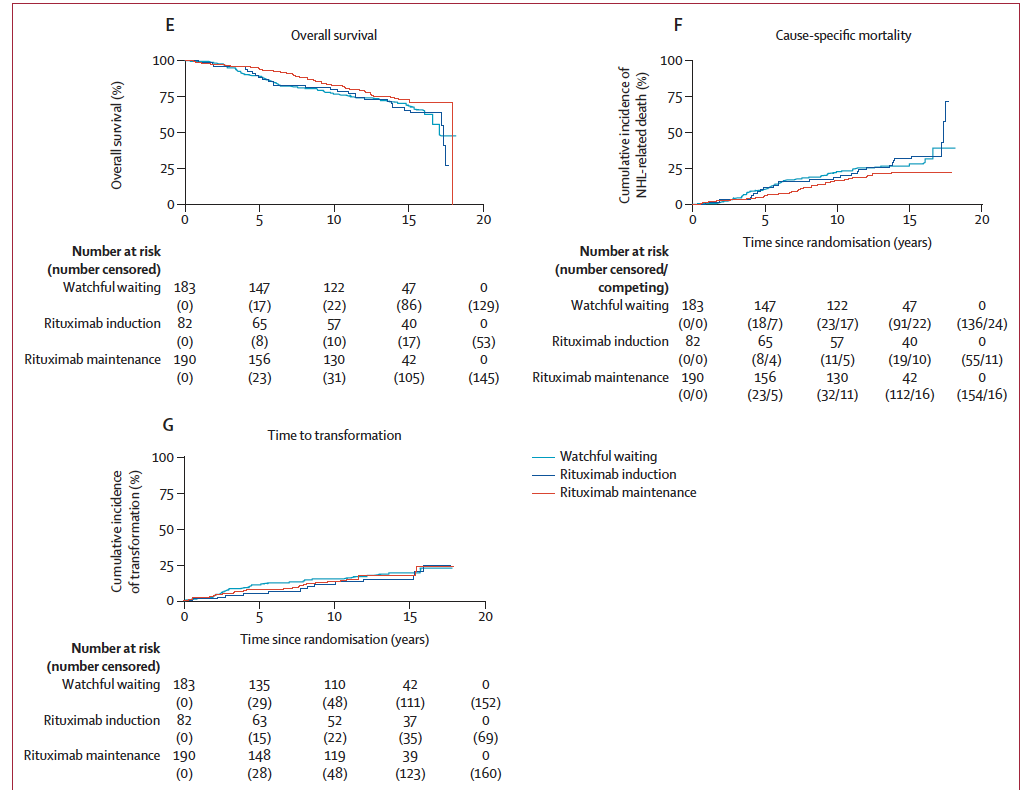 E
Overall survival
Overall survival (%)
100
75
50
25
0
0 5 10 15 20
Number at risk
(number censored)
Watchful waiting 183 147 122 47 0
(0) (17) (22) (86) (129)
Rituximab induction 82 65 57 40 0
(0) (8) (10) (17) (53)
Rituximab maintenance 190 156 130 42 0
(0) (23) (31) (105) (145)
F
Cause-specific mortality
Cumulative incidence of
NHL-related death (%)
100
75
50
25
0
0 5 10 15 20
Time since randomisation (years)
Number at risk
(number censored/
competing)
Watchful waiting 183 147 122 47 0
(0/0) (18/7) (23/17) (91/22) (136/24)
Rituximab induction 82 65 57 40 0
(0/0) (8/4) (11/5) (19/10) (55/11)
Rituximab maintenance 190 156 130 42 0
(0/0) (23/5) (32/11) (112/16) (154/16)
G
Time to transformation
Cumulative incidence
of transformation (%)
100
75
50
25
0
0 5 10 15 20
Time since randomisation (years)
Number at risk
(number censored)
Watchful waiting 183 135 110 42 0
(0) (29) (48) (111) (152)
Rituximab induction 82 63 52 37 0
(0) (15) (22) (35) (69)
Rituximab maintenance 190 148 119 39 0
(0) (28) (48) (123) (160)
Watchful waiting
Rituximab induction
Rituximab maintenance